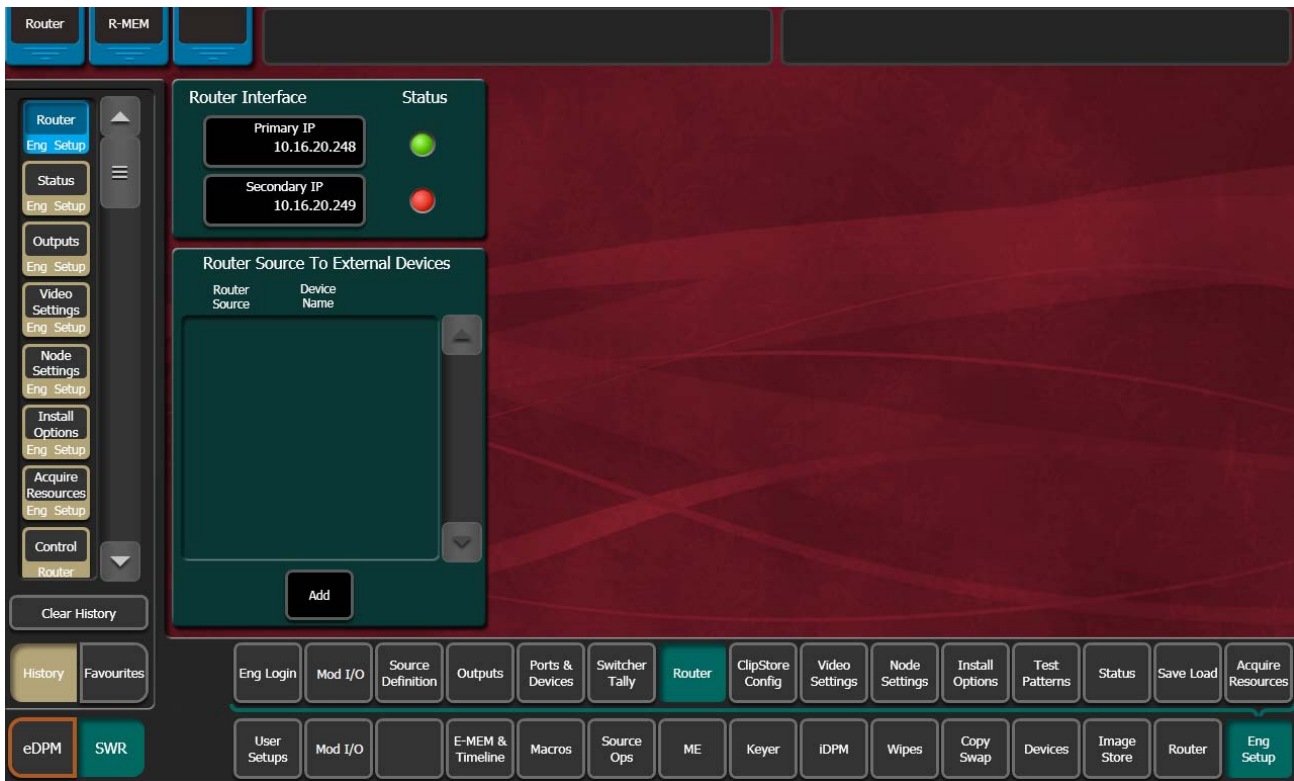 Router
R-MEM
Router
Eng Setup
Status
Eng Setup
Outputs
Eng Setup
Video
Settings
Eng Setup
Node
Settings
Eng Setup
Install
Options
Eng Setup
Acquire
Resources
Eng Setup
Control
Router
Clear History
History
Favourites
eDPM
SWR
Router Interface
Status
Primary IP
10.16.20.248
Secondary IP
10.16.20.249
Router Source To External Devices
Router
Source
Device
Name
Add
Eng Login
Mod I/O
Source
Definition
Outputs
Ports &
Devices
Switcher
Tally
Router
ClipStore
Config
Video
Settings
Node
Settings
Install
Options
Test
Patterns
Status
Save Load
Acquire
Resources
User
Setups
Mod I/O
E-MEM &
Timeline
Macros
Source
Ops
ME
Keyer
iDPM
Wipes
Copy
Swap
Devices
Image
Store
Router
Eng
Setup